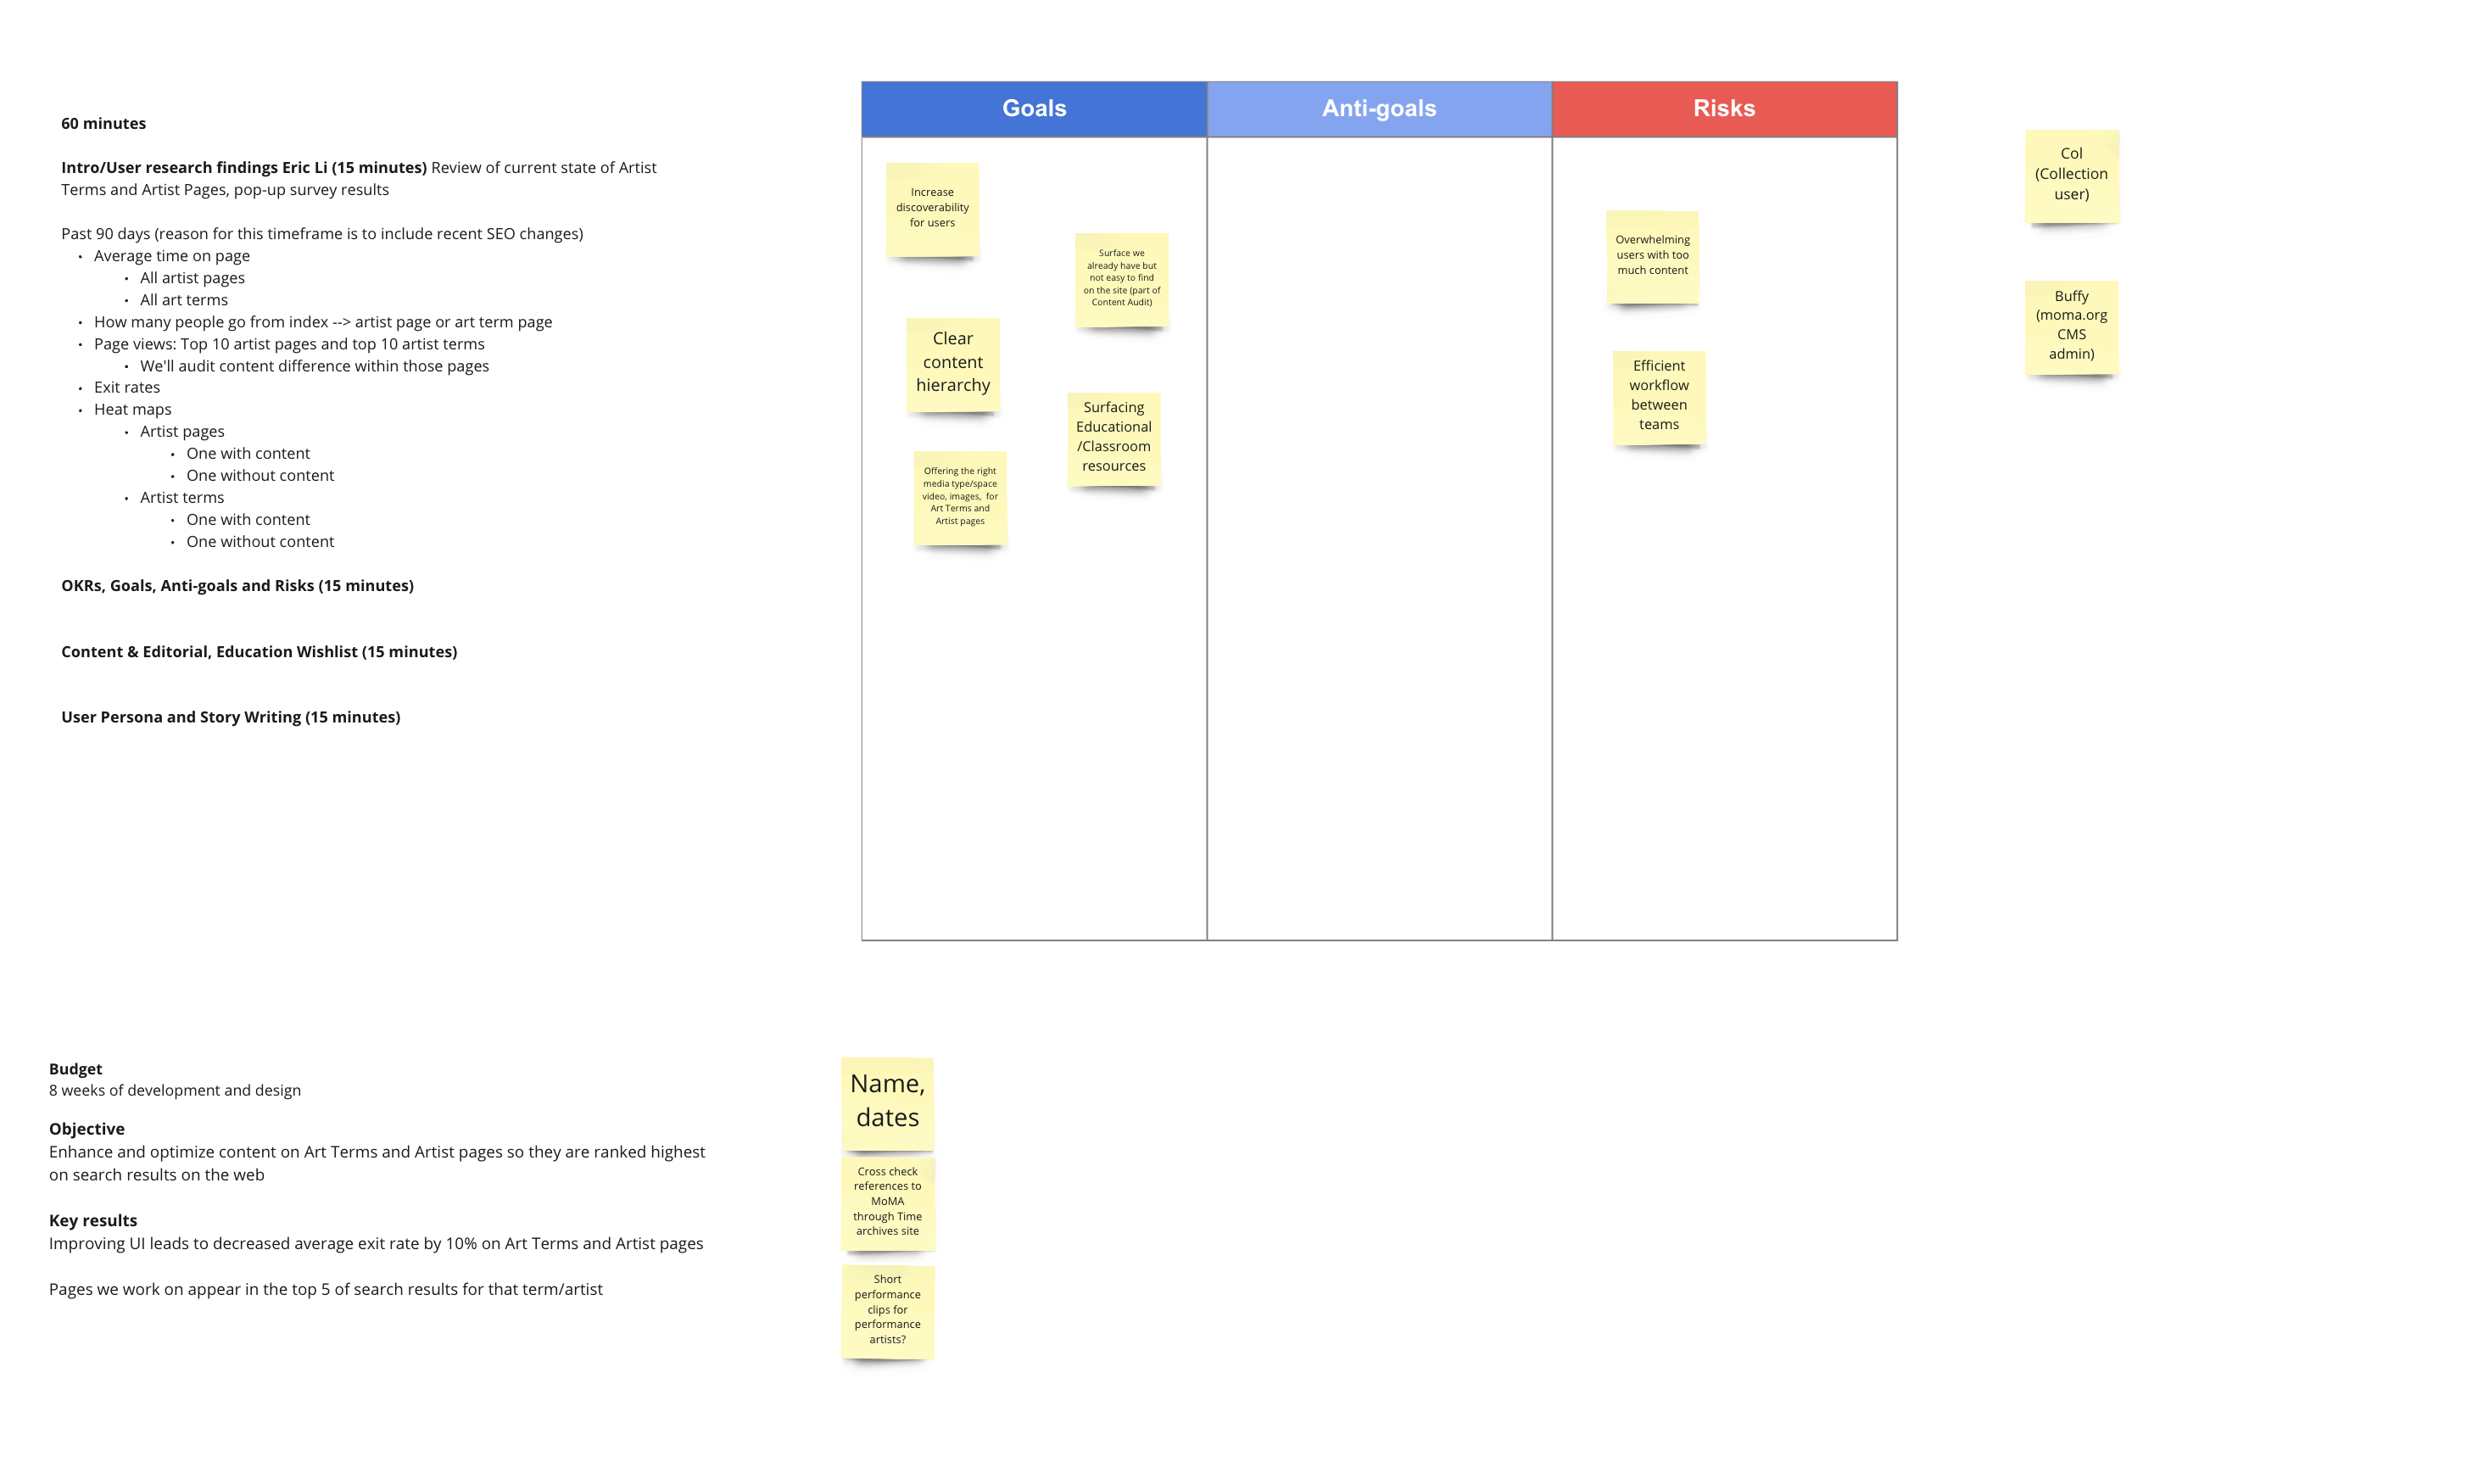 60 minutes
Intro/User research findings Eric Li (15 minutes) Review of current state of Artist
Terms and Artist Pages, pop-up survey results
Past 90 days (reason for this timeframe is to include recent SEO changes)
• Average time on page
• All artist pages
• All art terms
• How many people go from index --> artist page or art term page
• Page views: Top 10 artist pages and top 10 artist terms
• We'll audit content difference within those pages
• Exit rates
• Heat maps
• Artist pages
• One with content
• One without content
• Artist terms
• One with content
• One without content
OKRs, Goals, Anti-goals and Risks (15 minutes)
Content & Editorial, Education Wishlist (15 minutes)
User Persona and Story Writing (15 minutes)
Goals
Anti-goals
Risks
Increase
discoverability
for users
Surface we
already have but
not easy to find
on the site (part of
Content Audit)
Clear
content
hierarchy
Surfacing
Educational
/Classroom
resources
Offering the right
media type/space
video, images, for
Art Terms and
Artist pages
Overwhelming
users with too
much content
Efficient
workflow
between
teams
Col
(Collection
user)
Buffy
(moma.org
CMS
admin)
Budget
8 weeks of development and design
Objective
Enhance and optimize content on Art Terms and Artist pages so they are ranked highest
on search results on the web
Key results
Improving UI leads to decreased average exit rate by 10% on Art Terms and Artist pages
Pages we work on appear in the top 5 of search results for that term/artist
Name,
dates
Cross check
references to
MoMA
through Time
archives site
Short
performance
clips for
performance
artists?